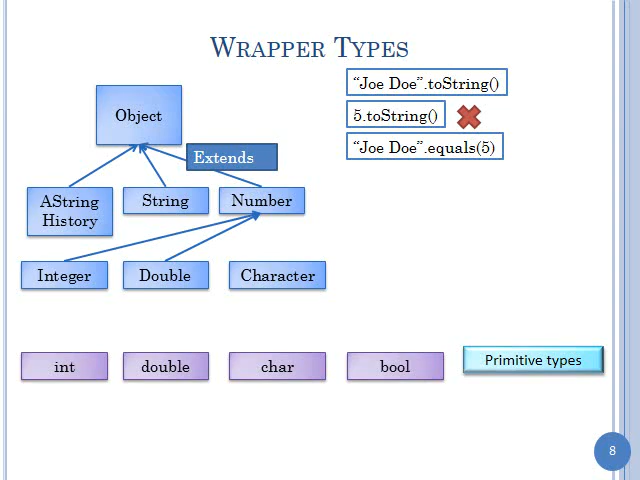 WRAPPER TYPES
“Joe Doe”.toString()
Object
5.toString()
“Joe Doe”.equals(5)
Extends
AString
History
String
Number
Integer
Double
Character
int
double
char
bool
Primitive types
8